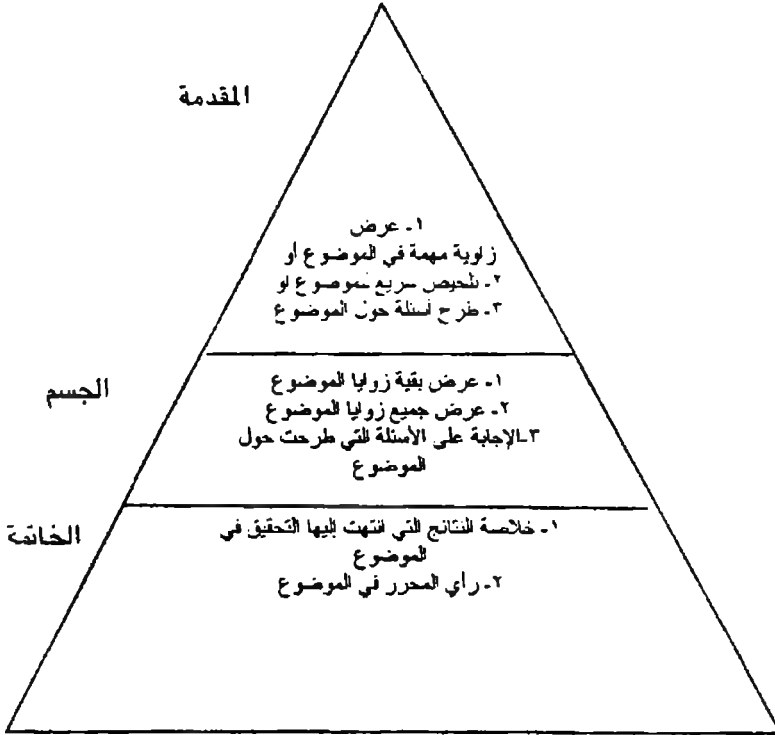 المقدمة
١- عرض
زاوية مهمة في الموضوع أو
٢- تلخيص سريع للموضوع أو
٣- طرح أسئلة حول الموضوع
الجسم
١- عرض بقية زوايا الموضوع
٢- عرض جميع زوايا الموضوع
٣-الإجابة على الأسئلة التي طرحت حول
الموضوع
الخاتمة
١- خلاصة النتائج التي انتهت إليها التحقيق في
الموضوع
٢- رأي المحرر في الموضوع